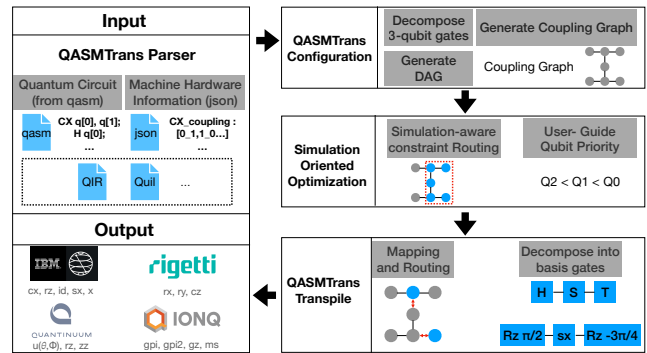 Input
QASMTrans Parser
Quantum Circuit
(from qasm)
Machine Hardware
Information (json)
qasm
CX q[0], q[1];
H q[0];
...
json
CX_coupling :
[0_1,1_0...]
...
QIR
Quil
...
Output
IBM
rigetti
cx, rz, id, sx, x
rx, ry, cz
QUANTINUUM
IONQ
u(θ,Φ), rz, zz
gpi, gpi2, gz, ms
QASMTrans
Configuration
Decompose
3-qubit gates
Generate Coupling Graph
Generate
DAG
Coupling Graph
Simulation
Oriented
Optimization
Simulation-aware
constraint Routing
User- Guide
Qubit Priority
Q2 < Q1 < Q0
QASMTrans
Transpile
Mapping
and Routing
Decompose into
basis gates
H S T
Rz π/2 sx Rz -3π/4